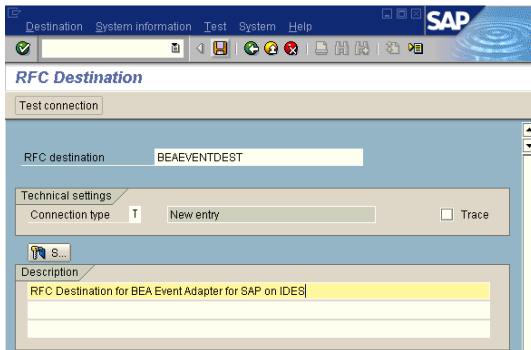 Destination System information Test System Help
SAP
RFC Destination
Test connection
RFC destination BEAEVENTDEST
Technical settings
Connection type T New entry Trace
S...
Description
RFC Destination for BEA Event Adapter for SAP on IDES